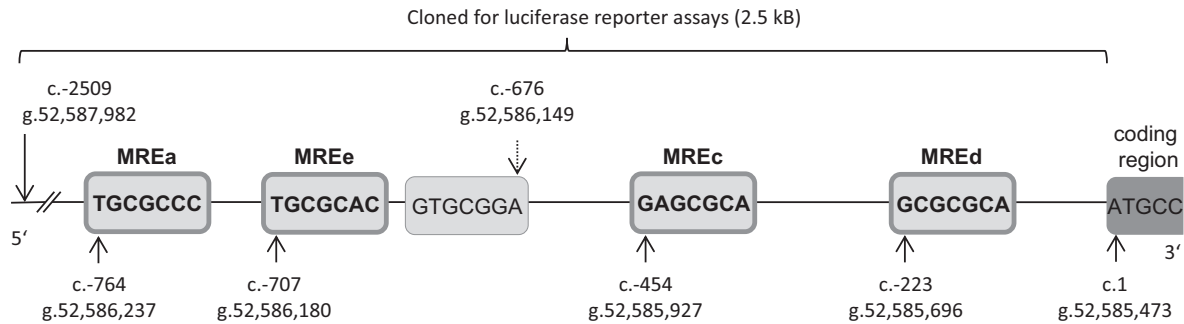 Cloned for luciferase reporter assays (2.5 kB)
c.-2509
g.52,587,982
c.-676
g.52,586,149
coding
region
MREa
MREe
MREc
MREd
TGCGCCC
TGCGCAC
GTGCGGA
GAGCGCA
GCGCGCA
ATGCC
5‘
3‘
c.-764
g.52,586,237
c.-707
g.52,586,180
c.-454
g.52,585,927
c.-223
g.52,585,696
c.1
g.52,585,473